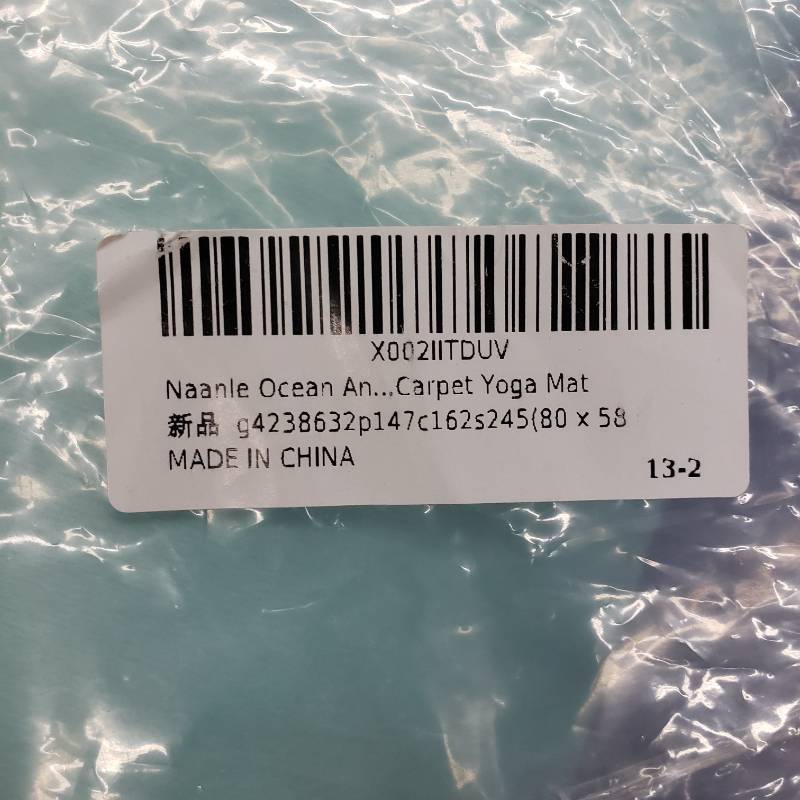 X002IITDUV
Naanle Ocean An...Carpet Yoga Mat
新品 g4238632p147c162s245(80 x 58
MADE IN CHINA
13-2